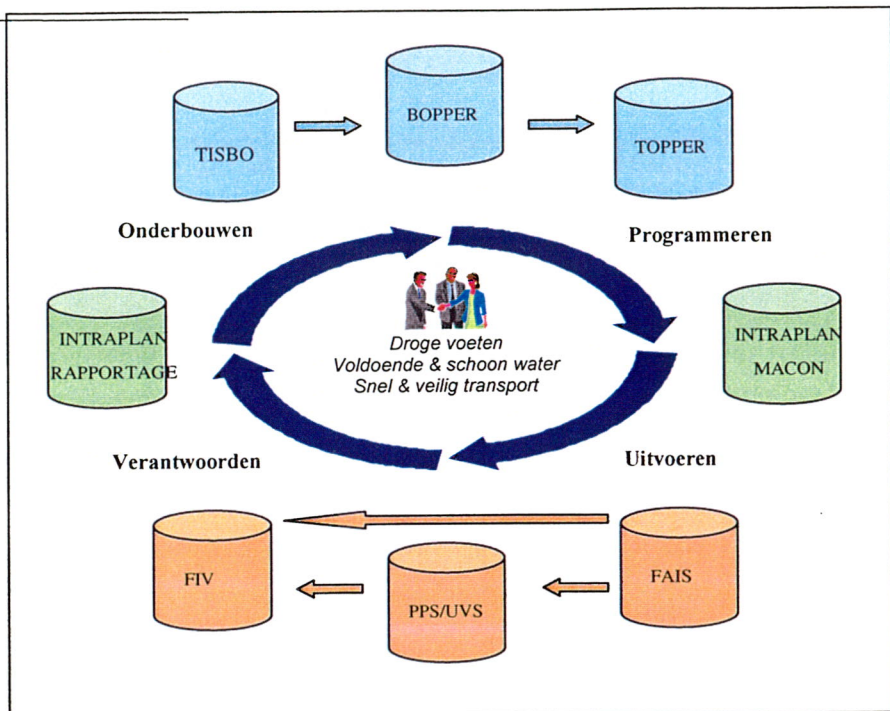 TISBO
BOPPER
TOPPER
Onderbouwen
Programmeren
INTRAPLAN
RAPPORTAGE
Droge voeten
Voldoende & schoon water
Snel & veilig transport
INTRAPLAN
MACON
Verantwoorden
Uitvoeren
FIV
PPS/UVS
FAIS